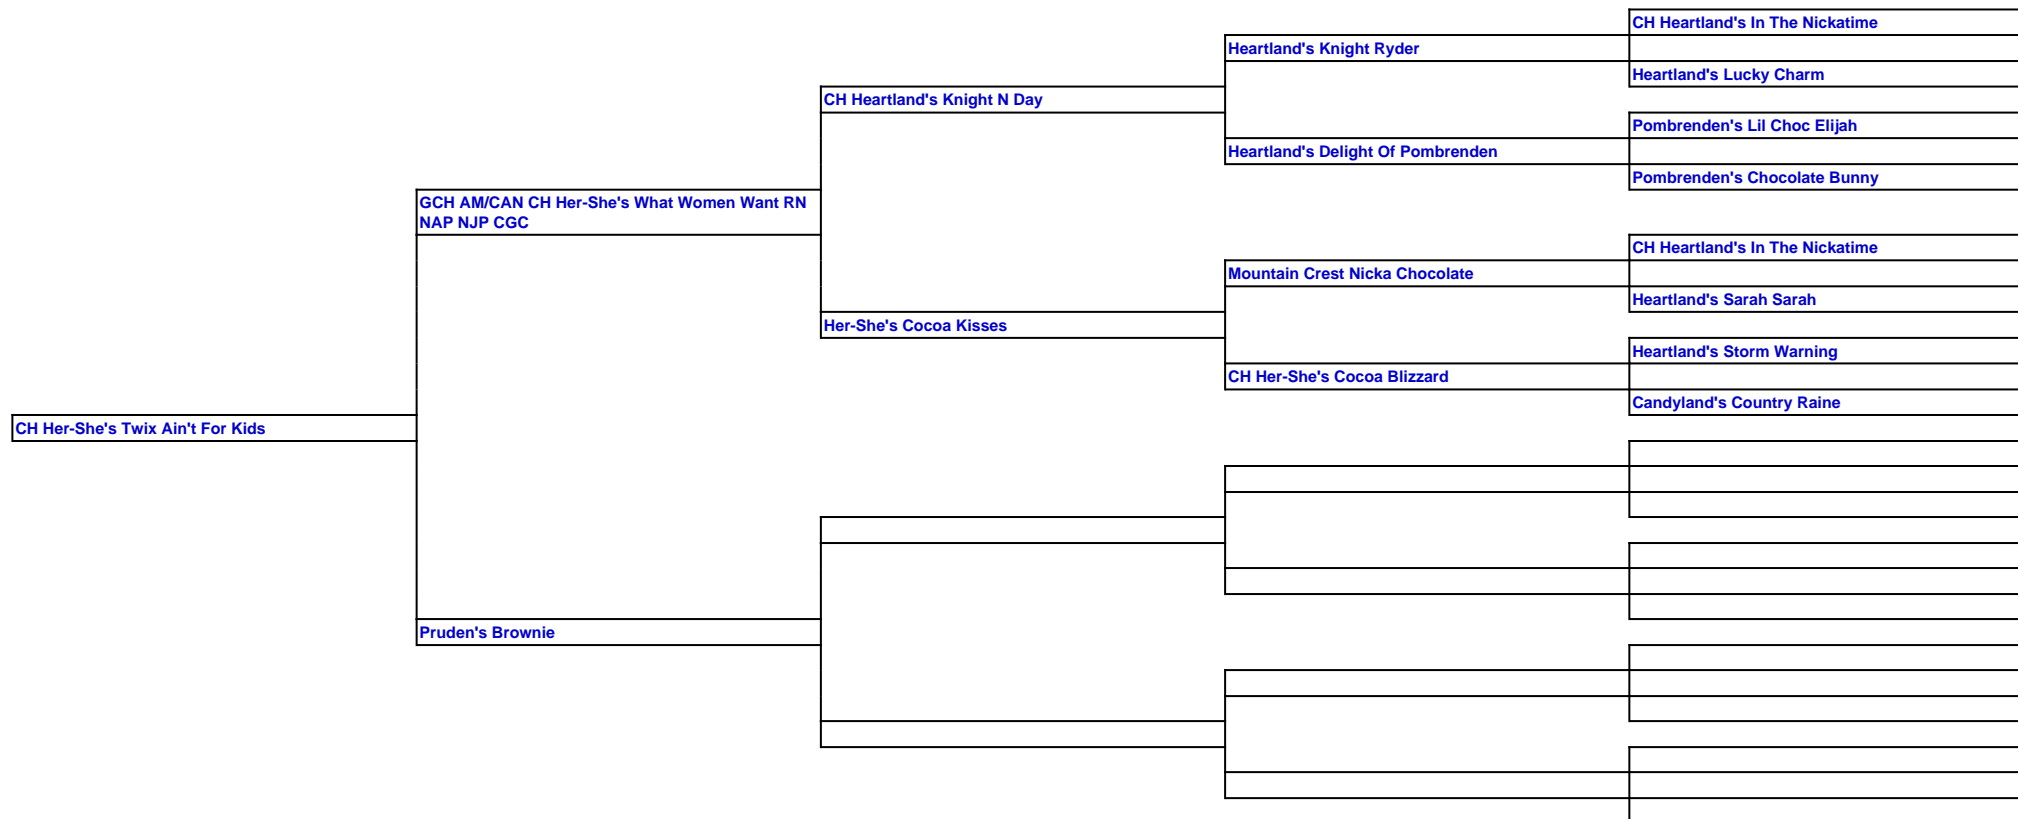 CH Heartland's In The Nickatime
Heartland's Knight Ryder
Heartland's Lucky Charm
CH Heartland's Knight N Day
Pombrenden's Lil Choc Elijah
Heartland's Delight Of Pombrenden
Pombrenden's Chocolate Bunny
GCH AM/CAN CH Her-She's What Women Want RN
NAP NJP CGC
CH Heartland's In The Nickatime
Mountain Crest Nicka Chocolate
Heartland's Sarah Sarah
Her-She's Cocoa Kisses
Heartland's Storm Warning
CH Her-She's Cocoa Blizzard
Candyland's Country Raine
CH Her-She's Twix Ain't For Kids
Pruden's Brownie